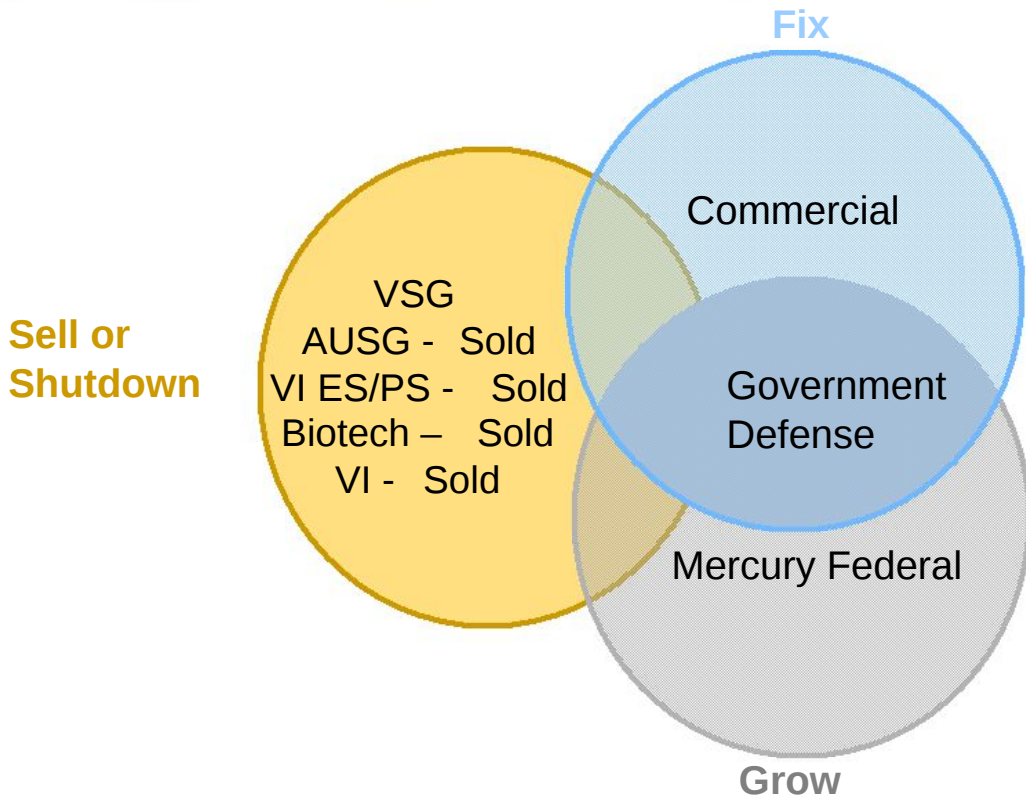 Fix
Commercial
Sell or
Shutdown
VSG
AUSG - Sold
VI ES/PS - Sold
Biotech – Sold
VI - Sold
Government
Defense
Mercury Federal
Grow